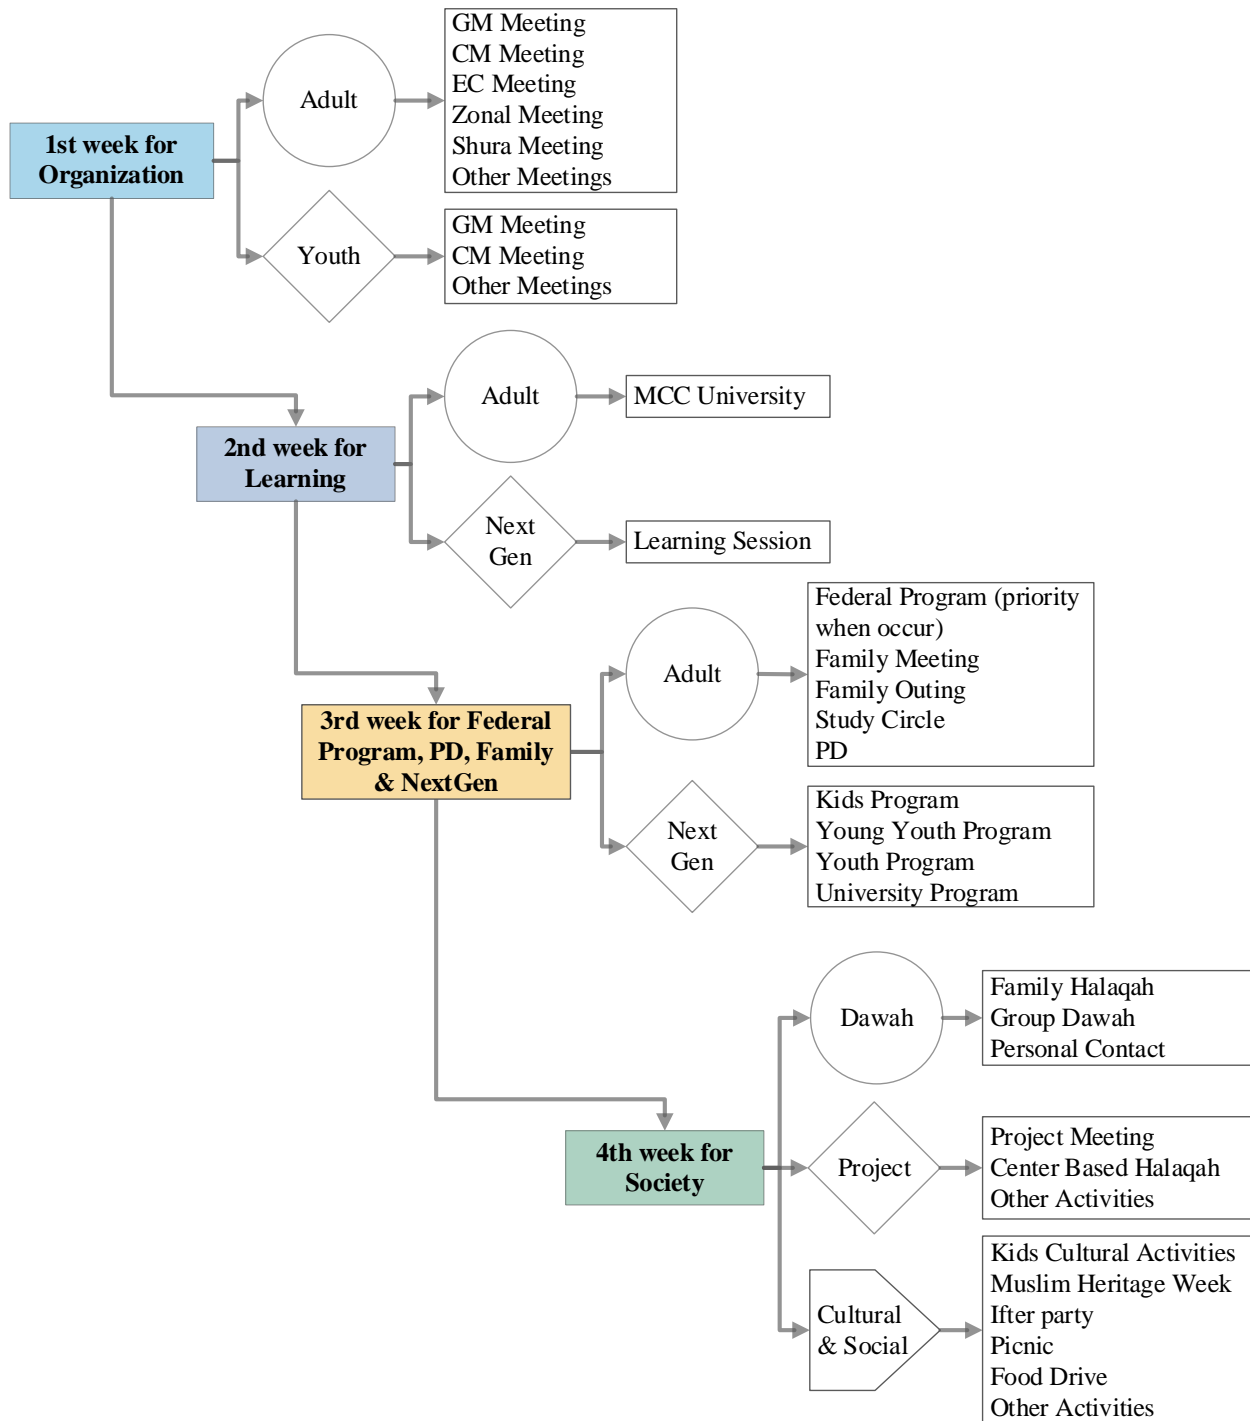 1st week for
Organization
Adult
GM Meeting
CM Meeting
EC Meeting
Zonal Meeting
Shura Meeting
Other Meetings
Youth
GM Meeting
CM Meeting
Other Meetings
2nd week for
Learning
Adult
MCC University
Next
Gen
Learning Session
3rd week for Federal
Program, PD, Family
& NextGen
Adult
Federal Program (priority
when occur)
Family Meeting
Family Outing
Study Circle
PD
Next
Gen
Kids Program
Young Youth Program
Youth Program
University Program
4th week for
Society
Dawah
Family Halaqah
Group Dawah
Personal Contact
Project
Project Meeting
Center Based Halaqah
Other Activities
Cultural
& Social
Kids Cultural Activities
Muslim Heritage Week
Ifter party
Picnic
Food Drive
Other Activities